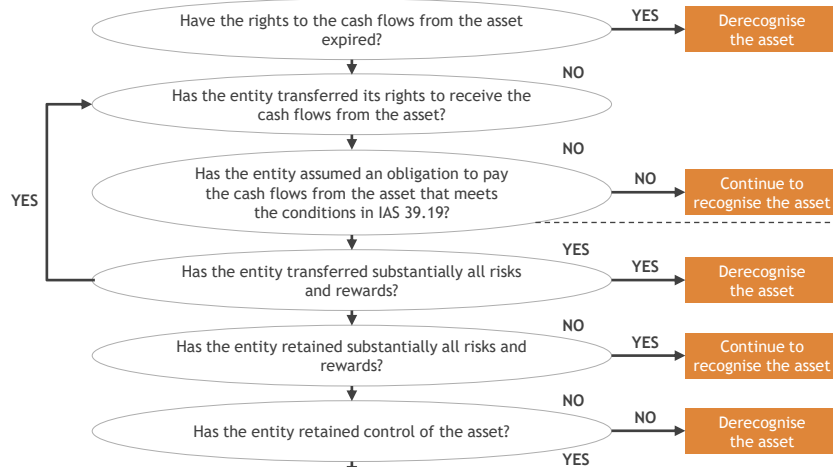 Have the rights to the cash flows from the asset
expired?
YES
Derecognise
the asset
NO
Has the entity transferred its rights to receive the
cash flows from the asset?
NO
YES
Has the entity assumed an obligation to pay
the cash flows from the asset that meets
the conditions in IAS 39.19?
NO
Continue to
recognise the asset
YES
Has the entity transferred substantially all risks
and rewards?
YES
Derecognise
the asset
NO
Has the entity retained substantially all risks and
rewards?
YES
Continue to
recognise the asset
NO
Has the entity retained control of the asset?
NO
Derecognise
the asset
YES